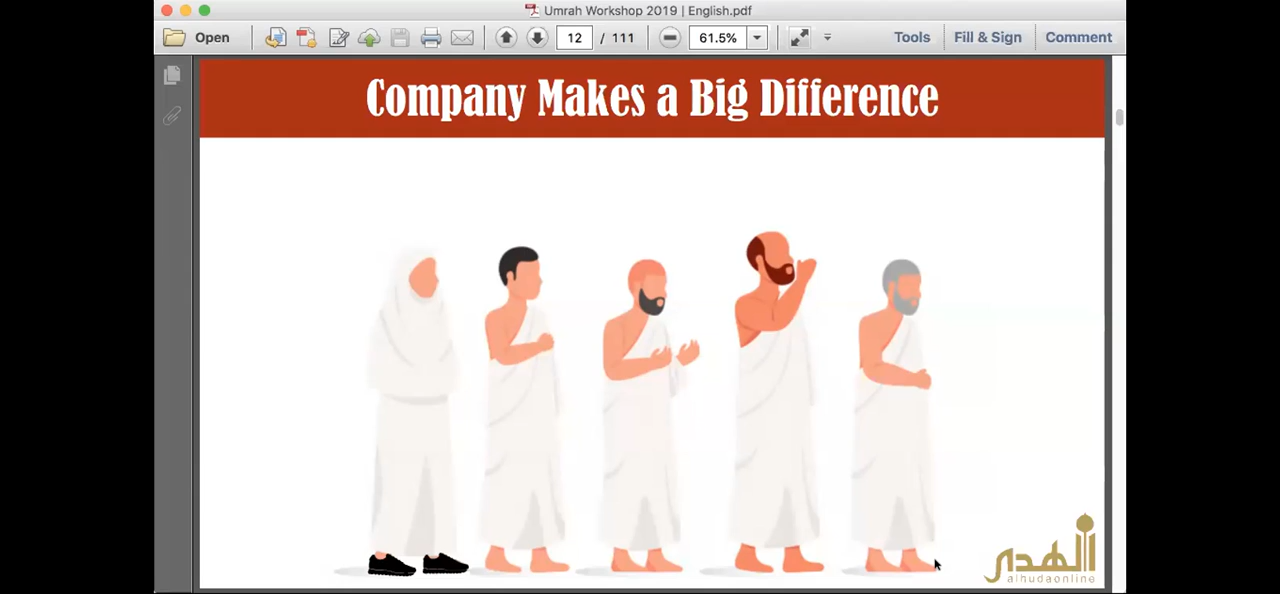 Umrah Workshop 2019 | English.pdf
Open
12 / 111
61.5%
Tools
Fill & Sign
Comment
Company Makes a Big Difference
الهدى
alhudaonline